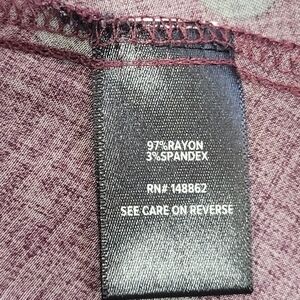 97%RAYON
3%SPANDEX
RN# 148862
SEE CARE ON REVERSE